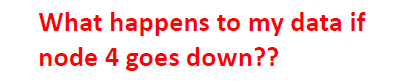 What happens to my data if
node 4 goes down??